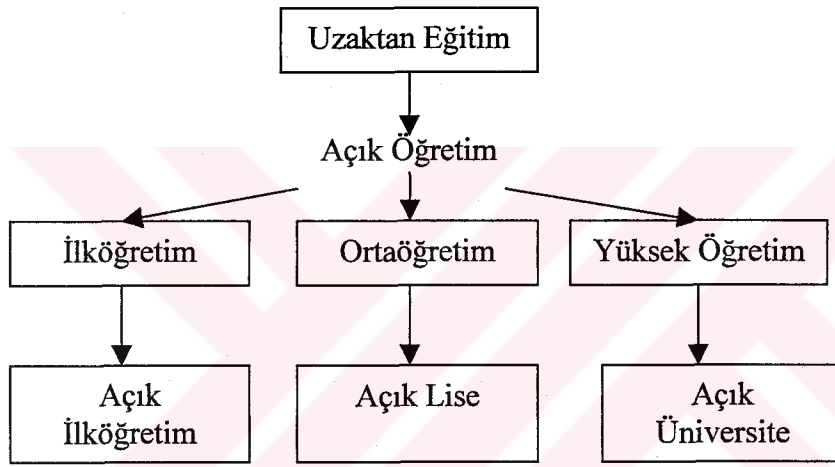 Uzaktan Eğitim
Açık Öğretim
İlköğretim
Ortaöğretim
Yüksek Öğretim
Açık
İlköğretim
Açık Lise
Açık
Üniversite